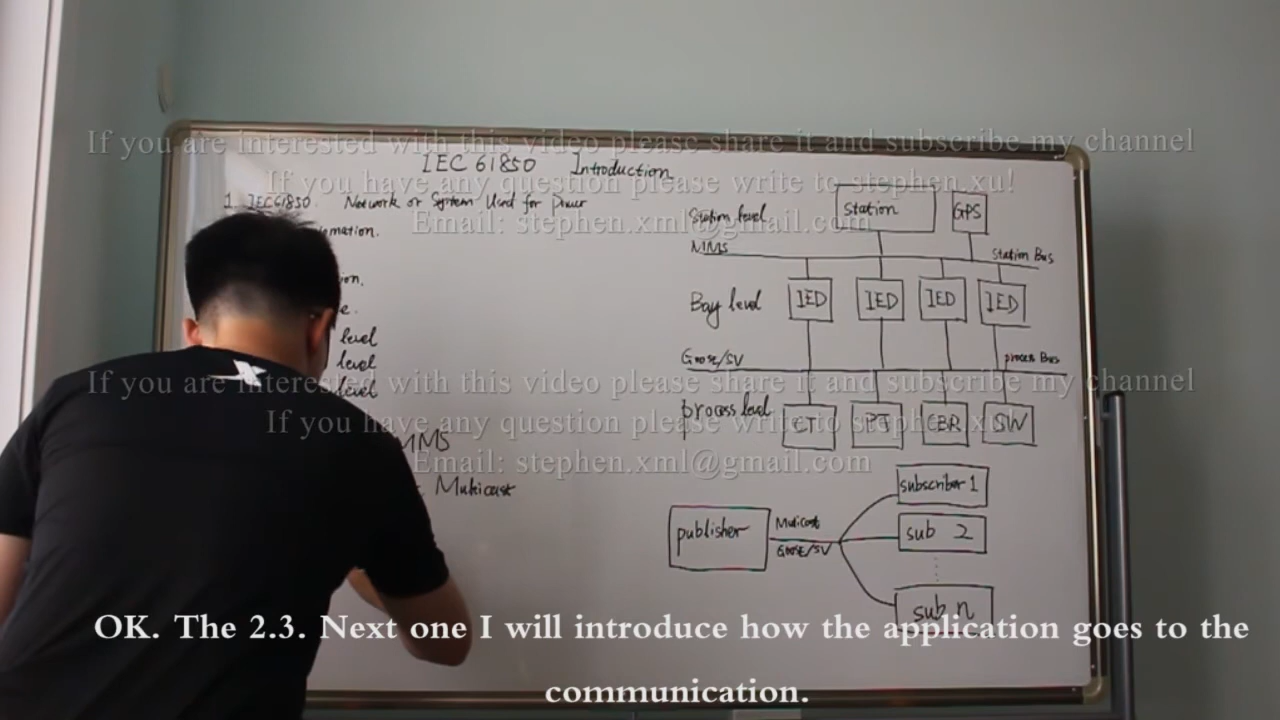 If you are interested with this video please share it and subscribe my channel
If you have any question please write to stephen.xu!
Email: stephen.xml@gmail.com
IEC 61850 Introduction
1 IEC61850. Network or System Used for Power
mation.
ion.
e.
level
level
level
MMS
Multicast
Station level
Station
GPS
MMS
Station Bus
Bay level
IED
IED
IED
IED
Goose/SV
process Bus
If you are interested with this video please share it and subscribe my channel
If you have any question please write to stephen.xu!
Email: stephen.xml@gmail.com
process level
CT
PT
CBR
SW
publisher
Mulicast
GOOSE/SV
subscriber 1
sub 2
sub n
OK. The 2.3. Next one I will introduce how the application goes to the
communication.